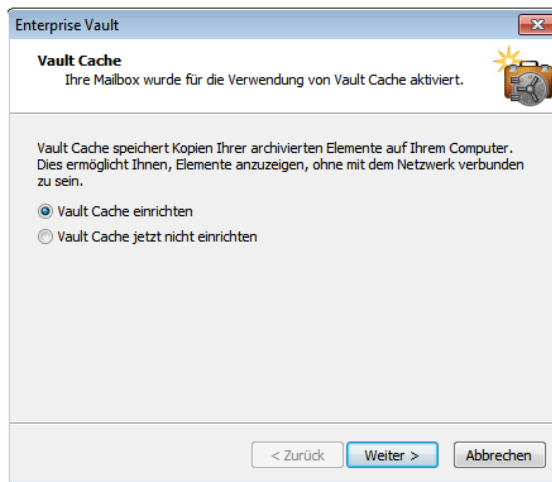 Enterprise Vault
Vault Cache
Ihre Mailbox wurde für die Verwendung von Vault Cache aktiviert.
Vault Cache speichert Kopien Ihrer archivierten Elemente auf Ihrem Computer.
Dies ermöglicht Ihnen, Elemente anzuzeigen, ohne mit dem Netzwerk verbunden
zu sein.
Vault Cache einrichten
Vault Cache jetzt nicht einrichten
< Zurück Weiter > Abbrechen